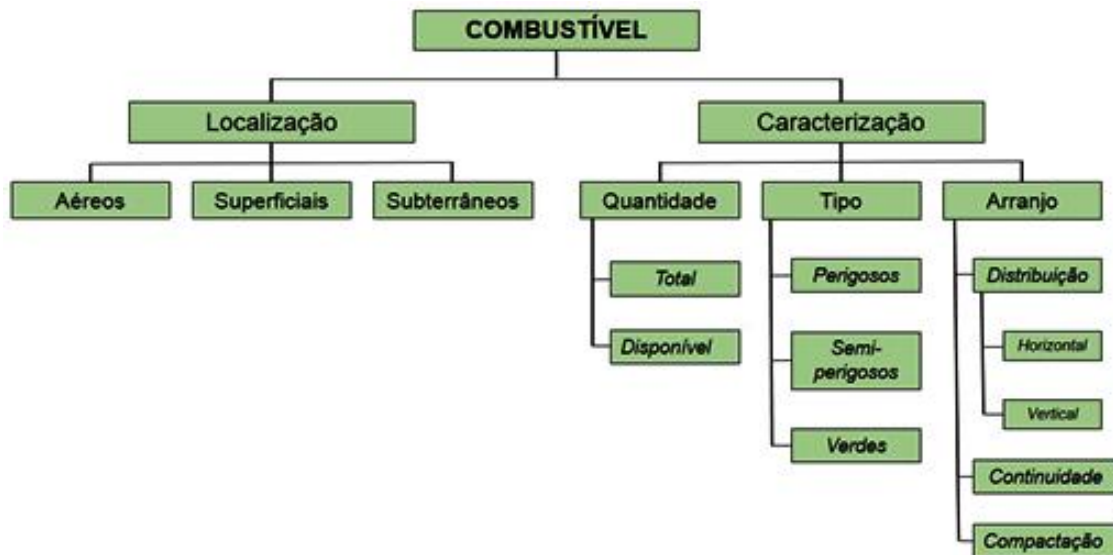 COMBUSTÍVEL
Localização
Caracterização
Aéreos
Superficiais
Subterrâneos
Quantidade
Tipo
Arranjo
Total
Disponível
Perigosos
Semi-
perigosos
Verdes
Distribuição
Horizontal
Vertical
Continuidade
Compactação